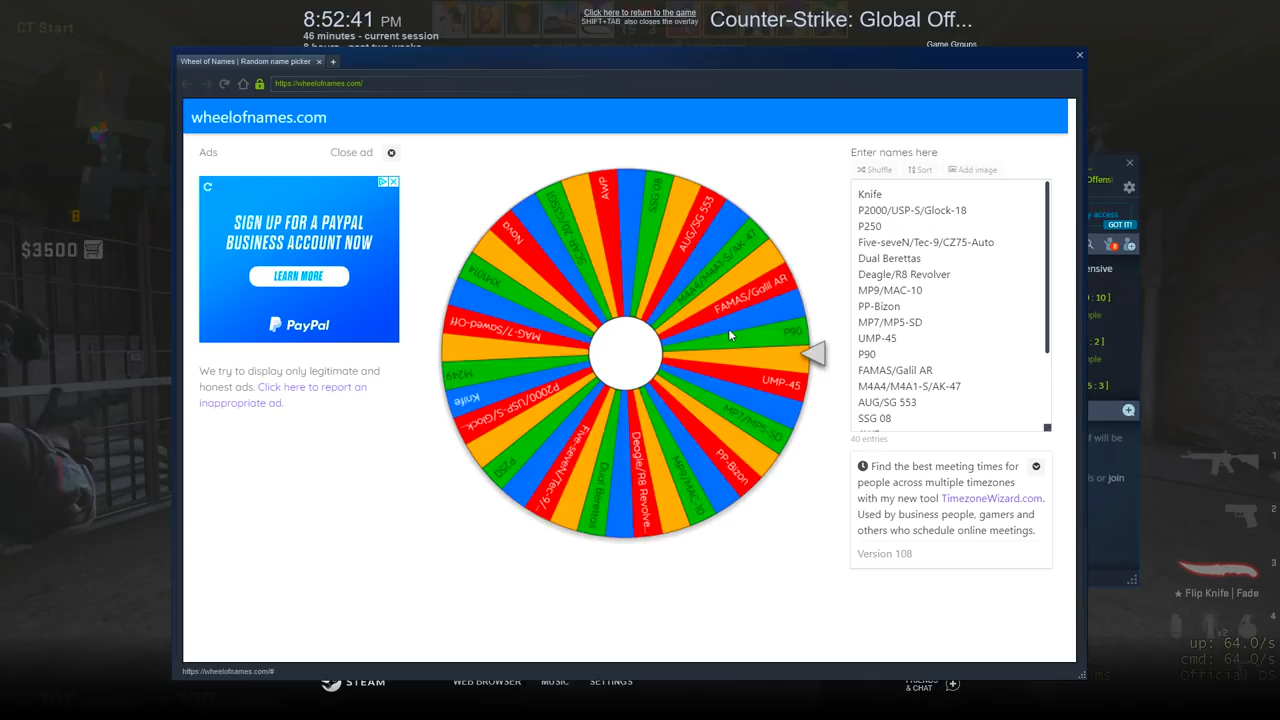 CT Start
8:52:41 PM
46 minutes - current session
Click here to return to the game
SHIFT+TAB also closes the overlay
Counter-Strike: Global Off...
Game Groups
Wheel of Names | Random name picker
https://wheelofnames.com/
wheelofnames.com
Ads
Close ad
SIGN UP FOR A PAYPAL
BUSINESS ACCOUNT NOW
LEARN MORE
PayPal
We try to display only legitimate and
honest ads. Click here to report an
inappropriate ad.
AWP
SSG 08
AUG/SG 553
M4A4/M4A1-S/AK-47
FAMAS/Galil AR
P90
UMP-45
MP7/MP5-SD
PP-Bizon
MP9/MAC-10
Deagle/R8 Revolve...
Dual Berettas
Five-seveN/Tec-9/...
P250
P2000/USP-S/Glock...
Knife
M249
MAG-7/Sawed-Off
XM1014
Nova
SCAR-20/G3SG1
Enter names here
Shuffle
Sort
Add image
Knife
P2000/USP-S/Glock-18
P250
Five-seveN/Tec-9/CZ75-Auto
Dual Berettas
Deagle/R8 Revolver
MP9/MAC-10
PP-Bizon
MP7/MP5-SD
UMP-45
P90
FAMAS/Galil AR
M4A4/M4A1-S/AK-47
AUG/SG 553
SSG 08
40 entries
Find the best meeting times for
people across multiple timezones
with my new tool TimezoneWizard.com.
Used by business people, gamers and
others who schedule online meetings.
Version 108
$3500
GOT IT!
: 10 ]
: 2 ]
: 3 ]
★ Flip Knife | Fade
up: 64.0/s
cmd: 64.0/s
https://wheelofnames.com/#
STEAM
WEB BROWSER
MUSIC
SETTINGS
FRIENDS
& CHAT